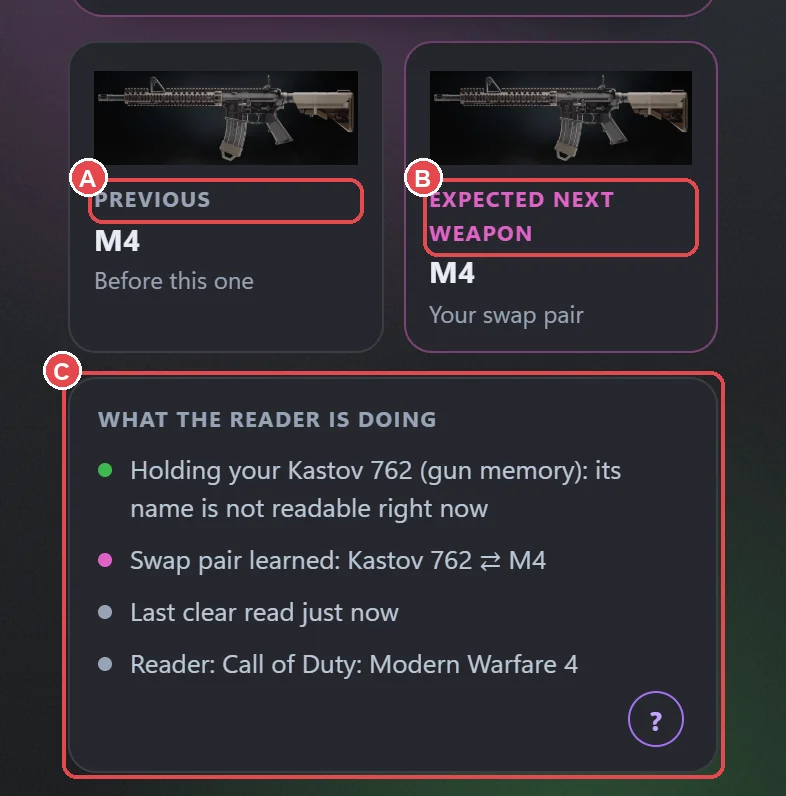 A
PREVIOUS
M4
Before this one
B
EXPECTED NEXT
WEAPON
M4
Your swap pair
C
WHAT THE READER IS DOING
Holding your Kastov 762 (gun memory): its
name is not readable right now
Swap pair learned: Kastov 762 ⇄ M4
Last clear read just now
Reader: Call of Duty: Modern Warfare 4
?